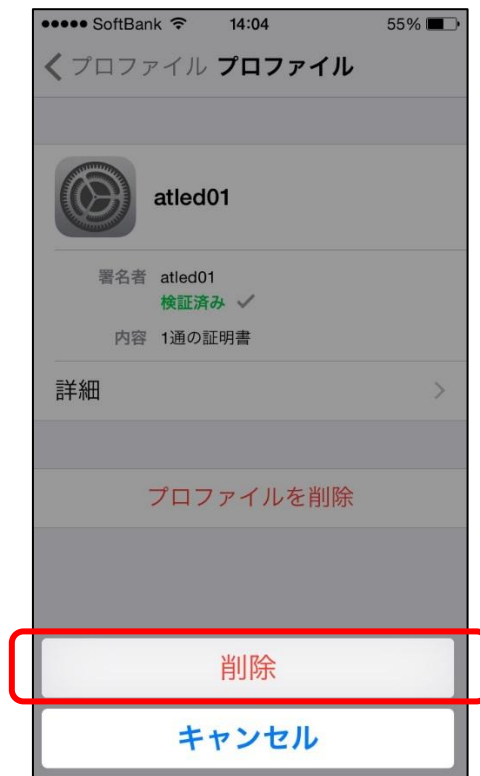 ●●●●● SoftBank 14:04 55%
プロファイル プロファイル
atled01
署名者 atled01
検証済み ✓
内容 1通の証明書
詳細
プロファイルを削除
削除
キャンセル